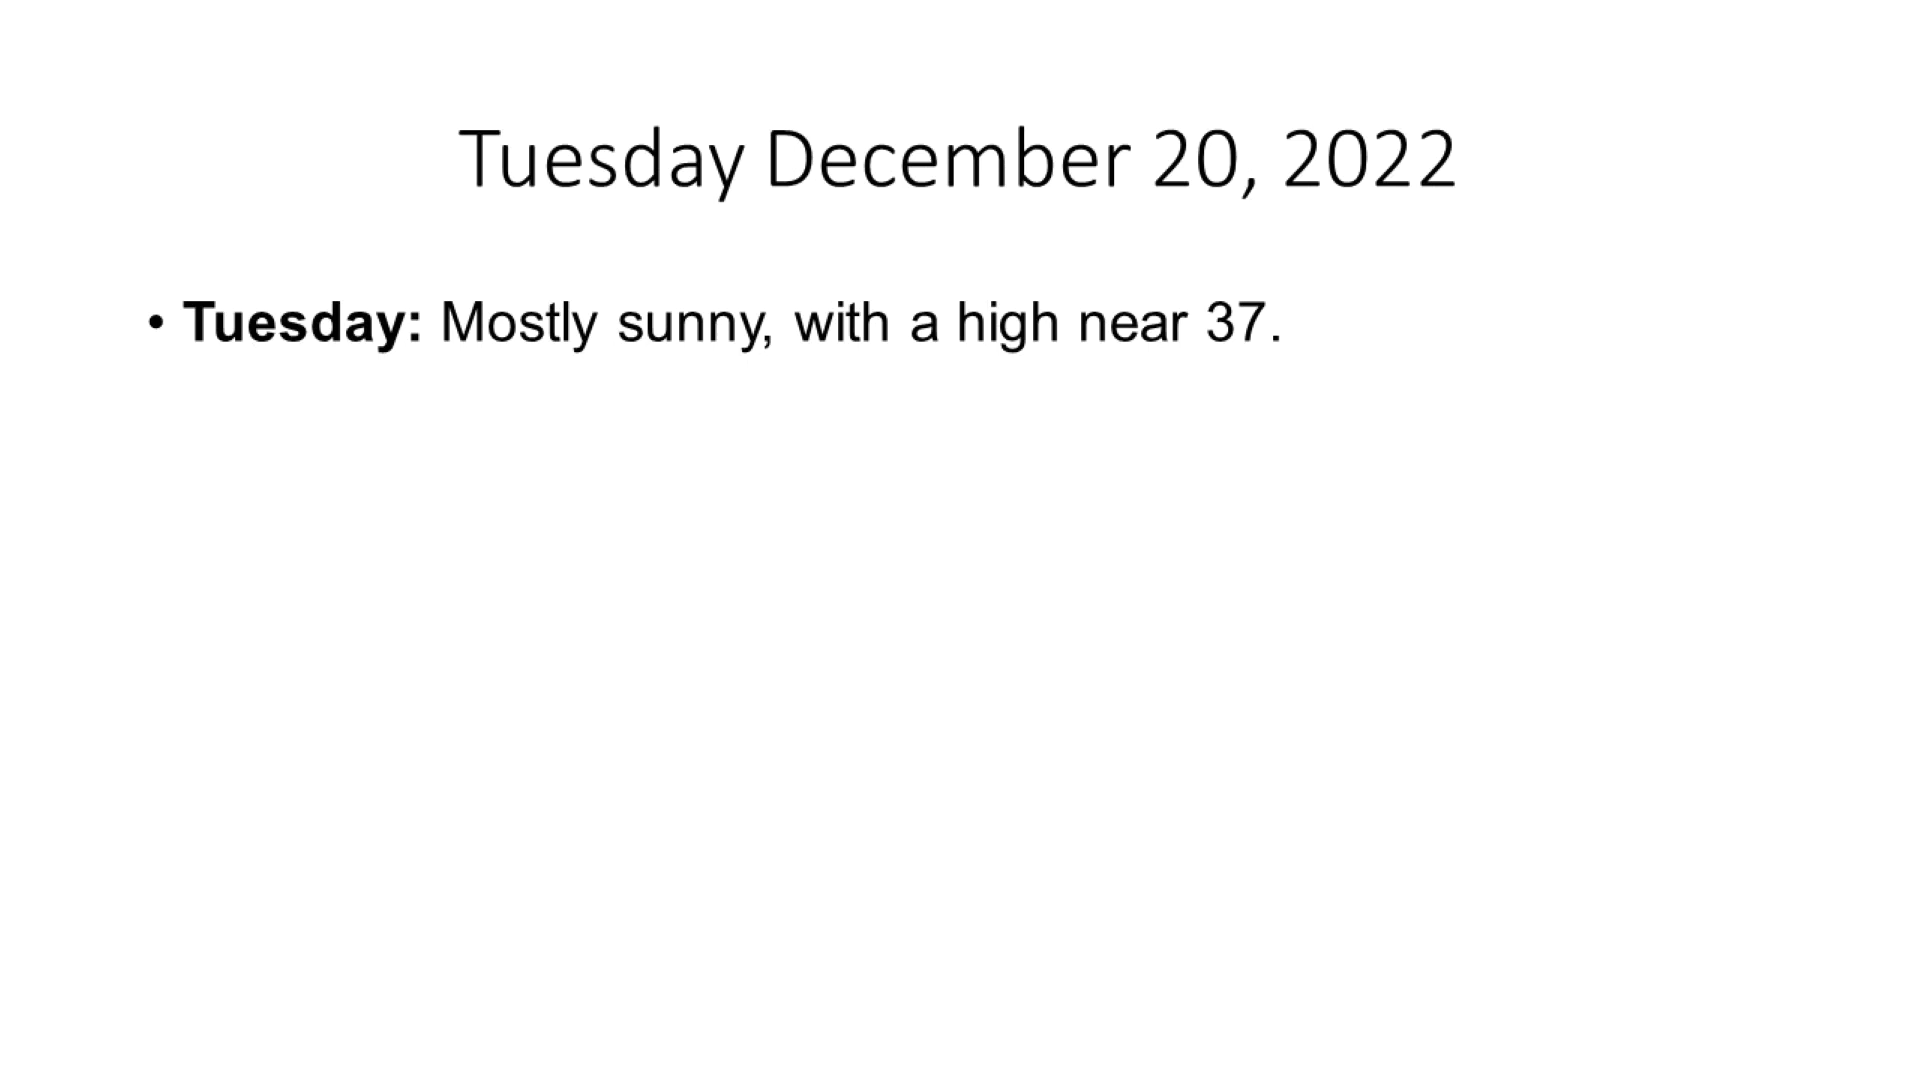 Tuesday December 20, 2022
• Tuesday: Mostly sunny, with a high near 37.